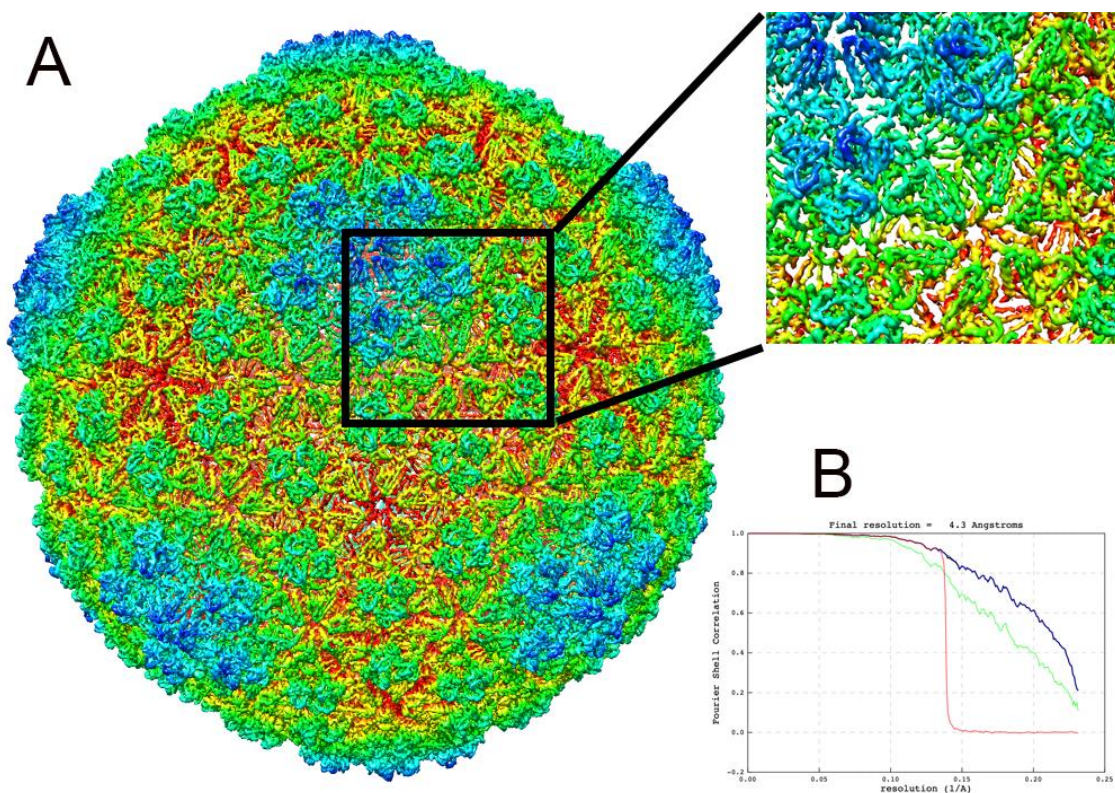 A
B
Final resolution = 4.3 Angstroms
Fourier Shell Correlation
1.0
0.8
0.6
0.4
0.2
0.0
-0.2
0.00 0.05 0.10 0.15 0.20 0.25
resolution (1/A)